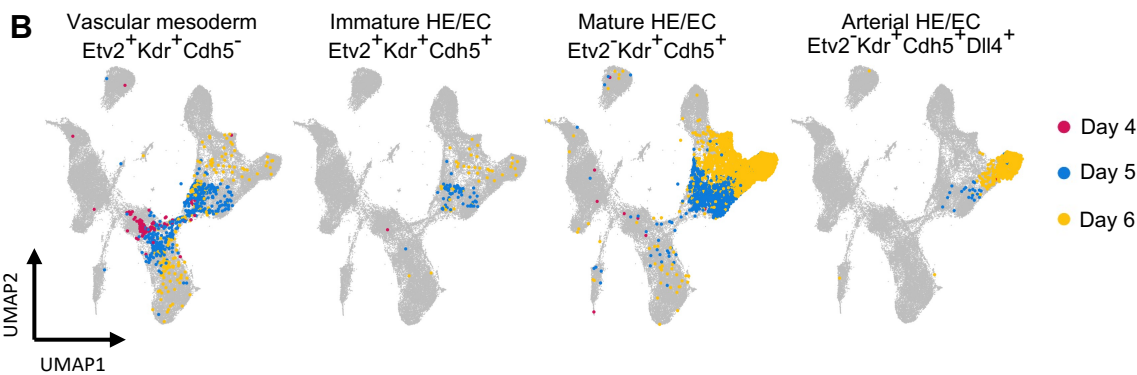 B
Vascular mesoderm
Etv2⁺Kdr⁺Cdh5⁻
Immature HE/EC
Etv2⁺Kdr⁺Cdh5⁺
Mature HE/EC
Etv2⁻Kdr⁺Cdh5⁺
Arterial HE/EC
Etv2⁻Kdr⁺Cdh5⁺Dll4⁺
Day 4
Day 5
Day 6
UMAP2
UMAP1